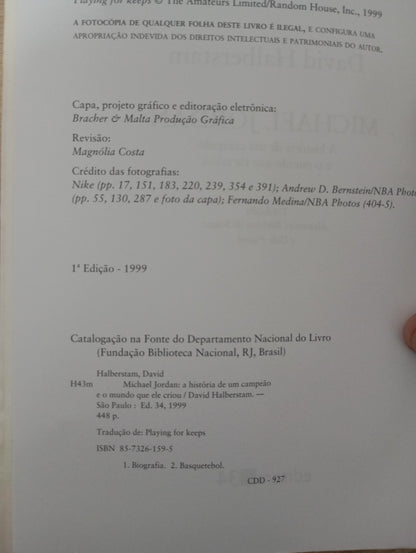 Playing for keeps © The Amateurs Limited/Random House, Inc., 1999
A FOTOCÓPIA DE QUALQUER FOLHA DESTE LIVRO É ILEGAL, E CONFIGURA UMA
APROPRIAÇÃO INDEVIDA DOS DIREITOS INTELECTUAIS E PATRIMONIAIS DO AUTOR.
Capa, projeto gráfico e editoração eletrônica:
Bracher & Malta Produção Gráfica
Revisão:
Magnólia Costa
Crédito das fotografias:
Nike (pp. 17, 151, 183, 220, 239, 354 e 391); Andrew D. Bernstein/NBA Photo
(pp. 55, 130, 287 e foto da capa); Fernando Medina/NBA Photos (404-5).
1ª Edição - 1999
Catalogação na Fonte do Departamento Nacional do Livro
(Fundação Biblioteca Nacional, RJ, Brasil)
Halberstam, David
H43m Michael Jordan: a história de um campeão
e o mundo que ele criou / David Halberstam. —
São Paulo : Ed. 34, 1999
448 p.
Tradução de: Playing for keeps
ISBN 85-7326-159-5
1. Biografia. 2. Basquetebol.
CDD - 927